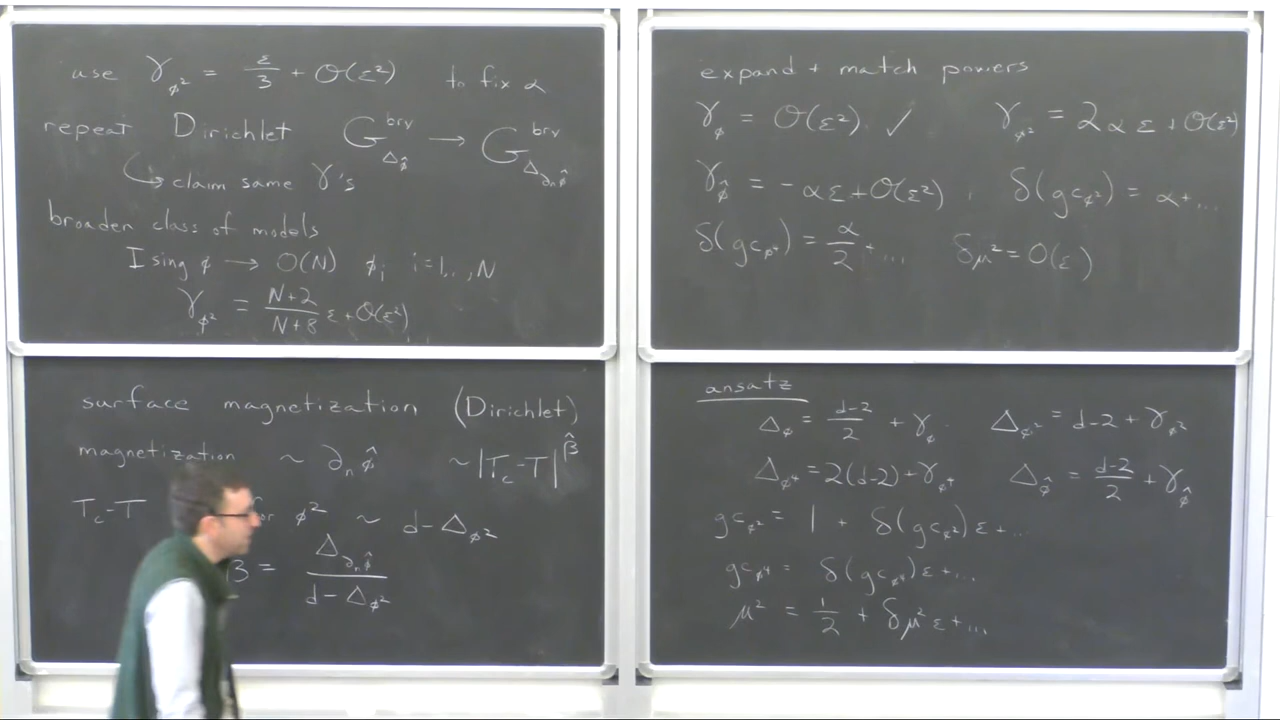 use γ_{φ²} = ε/3 + O(ε²) to fix α
repeat Dirichlet G^{bry}_{Δ_φ̂} → G^{bry}_{Δ_{∂_nφ̂}}
↳ claim same γ's
broaden class of models
Ising φ → O(N) φ_i i=1,..,N
γ_{φ²} = (N+2)/(N+8) ε + O(ε²)
surface magnetization (Dirichlet)
magnetization ~ ∂_n φ̂ ~ |T_c-T|^{β̂}
T_c-T φ² ~ d-Δ_{φ²}
= Δ_{∂_nφ̂}/(d-Δ_{φ²})
expand + match powers
γ_φ = O(ε²) ✓ γ_{φ²} = 2αε + O(ε²)
γ_φ̂ = -αε + O(ε²), δ(gc_{φ²}) = α+...
δ(gc_{φ⁴}) = α/2 + ... δμ² = O(ε)
ansatz
Δ_φ = (d-2)/2 + γ_φ Δ_{φ²} = d-2 + γ_{φ²}
Δ_{φ⁴} = 2(d-2) + γ_{φ⁴} Δ_φ̂ = (d-2)/2 + γ_φ̂
gc_{φ²} = 1 + δ(gc_{φ²})ε + ...
gc_{φ⁴} = δ(gc_{φ⁴})ε + ...
μ² = 1/2 + δμ² ε + ...